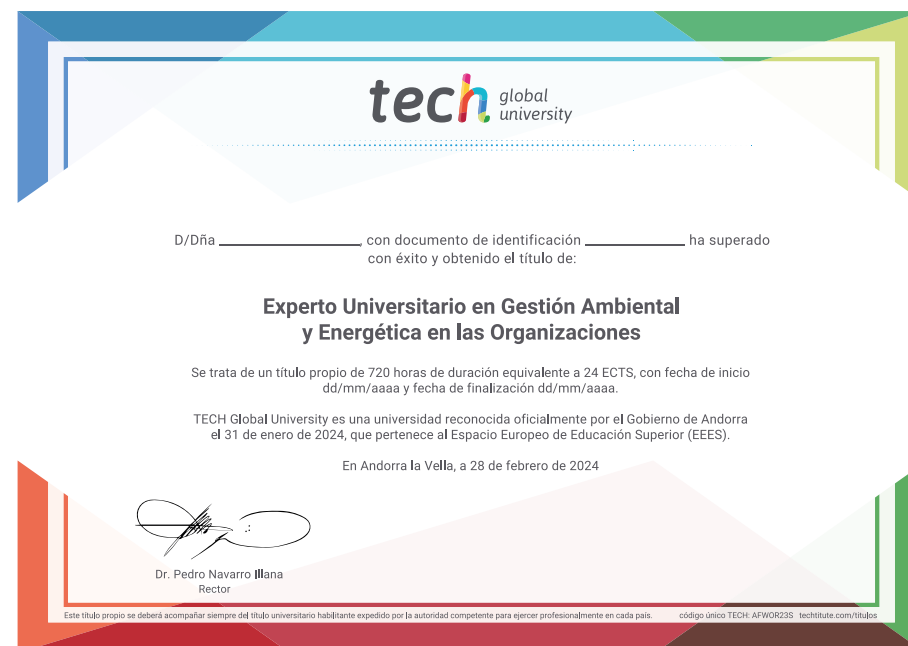 tech global university
D/Dña ____________________, con documento de identificación ______________ ha superado
con éxito y obtenido el título de:
Experto Universitario en Gestión Ambiental
y Energética en las Organizaciones
Se trata de un título propio de 720 horas de duración equivalente a 24 ECTS, con fecha de inicio
dd/mm/aaaa y fecha de finalización dd/mm/aaaa.
TECH Global University es una universidad reconocida oficialmente por el Gobierno de Andorra
el 31 de enero de 2024, que pertenece al Espacio Europeo de Educación Superior (EEES).
En Andorra la Vella, a 28 de febrero de 2024
Dr. Pedro Navarro Illana
Rector
Este título propio se deberá acompañar siempre del título universitario habilitante expedido por la autoridad competente para ejercer profesionalmente en cada país. código único TECH: AFWOR23S techtitute.com/titulos